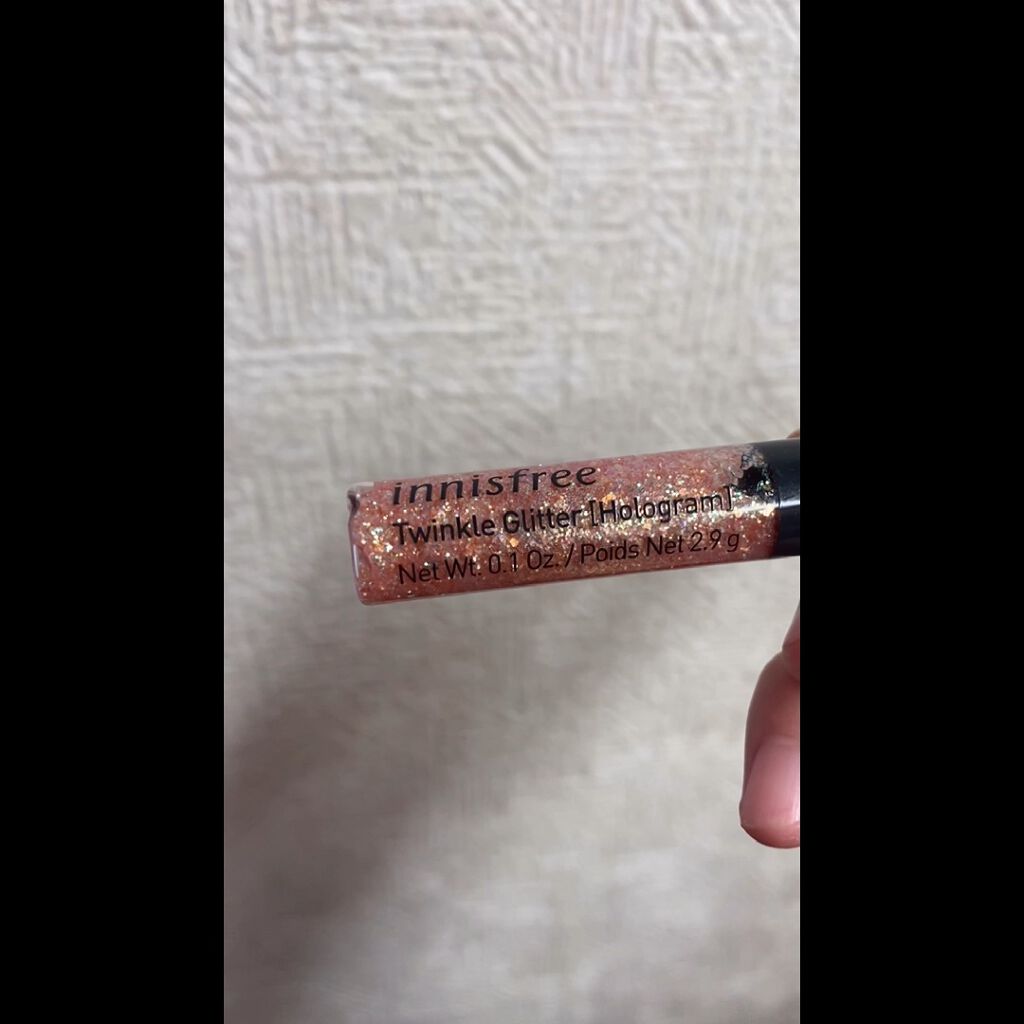 innisfree
Twinkle Glitter [Hologram]
Net Wt. 0.1 Oz. / Poids Net 2.9 g